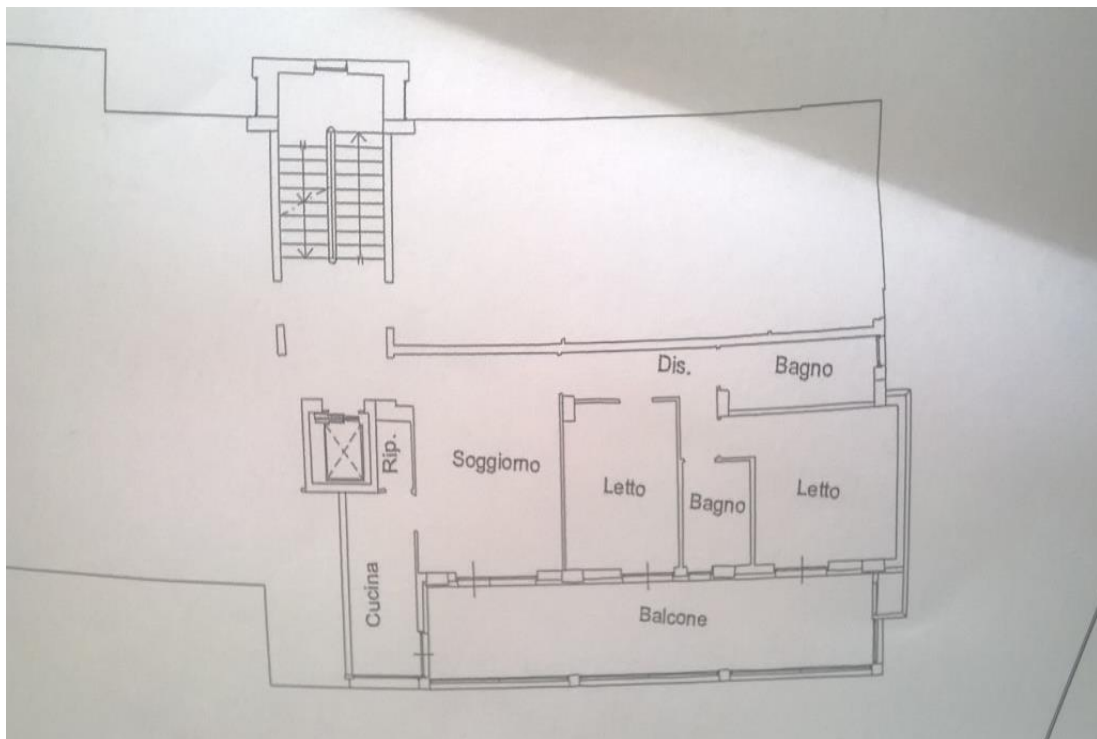 Dis.
Bagno
Rip.
Soggiorno
Letto
Bagno
Letto
Cucina
Balcone